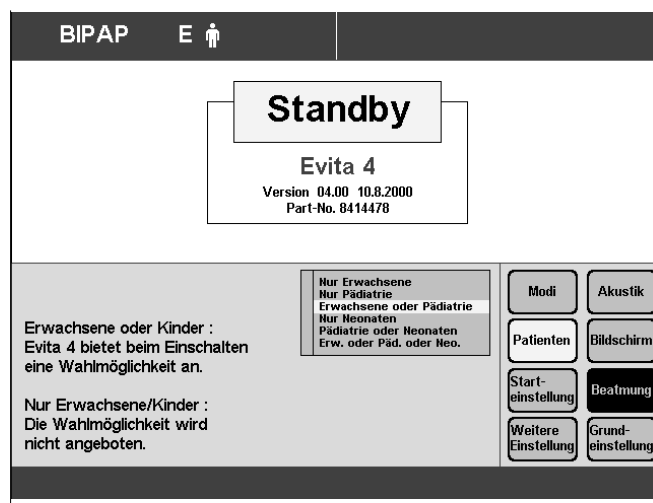 BIPAP E
Standby
Evita 4
Version 04.00 10.8.2000
Part-No. 8414478
Nur Erwachsene
Nur Pädiatrie
Erwachsene oder Pädiatrie
Nur Neonaten
Pädiatrie oder Neonaten
Erw. oder Päd. oder Neo.
Erwachsene oder Kinder :
Evita 4 bietet beim Einschalten
eine Wahlmöglichkeit an.
Nur Erwachsene/Kinder :
Die Wahlmöglichkeit wird
nicht angeboten.
Modi
Akustik
Patienten
Bildschirm
Start-
einstellung
Beatmung
Weitere
Einstellung
Grund-
einstellung